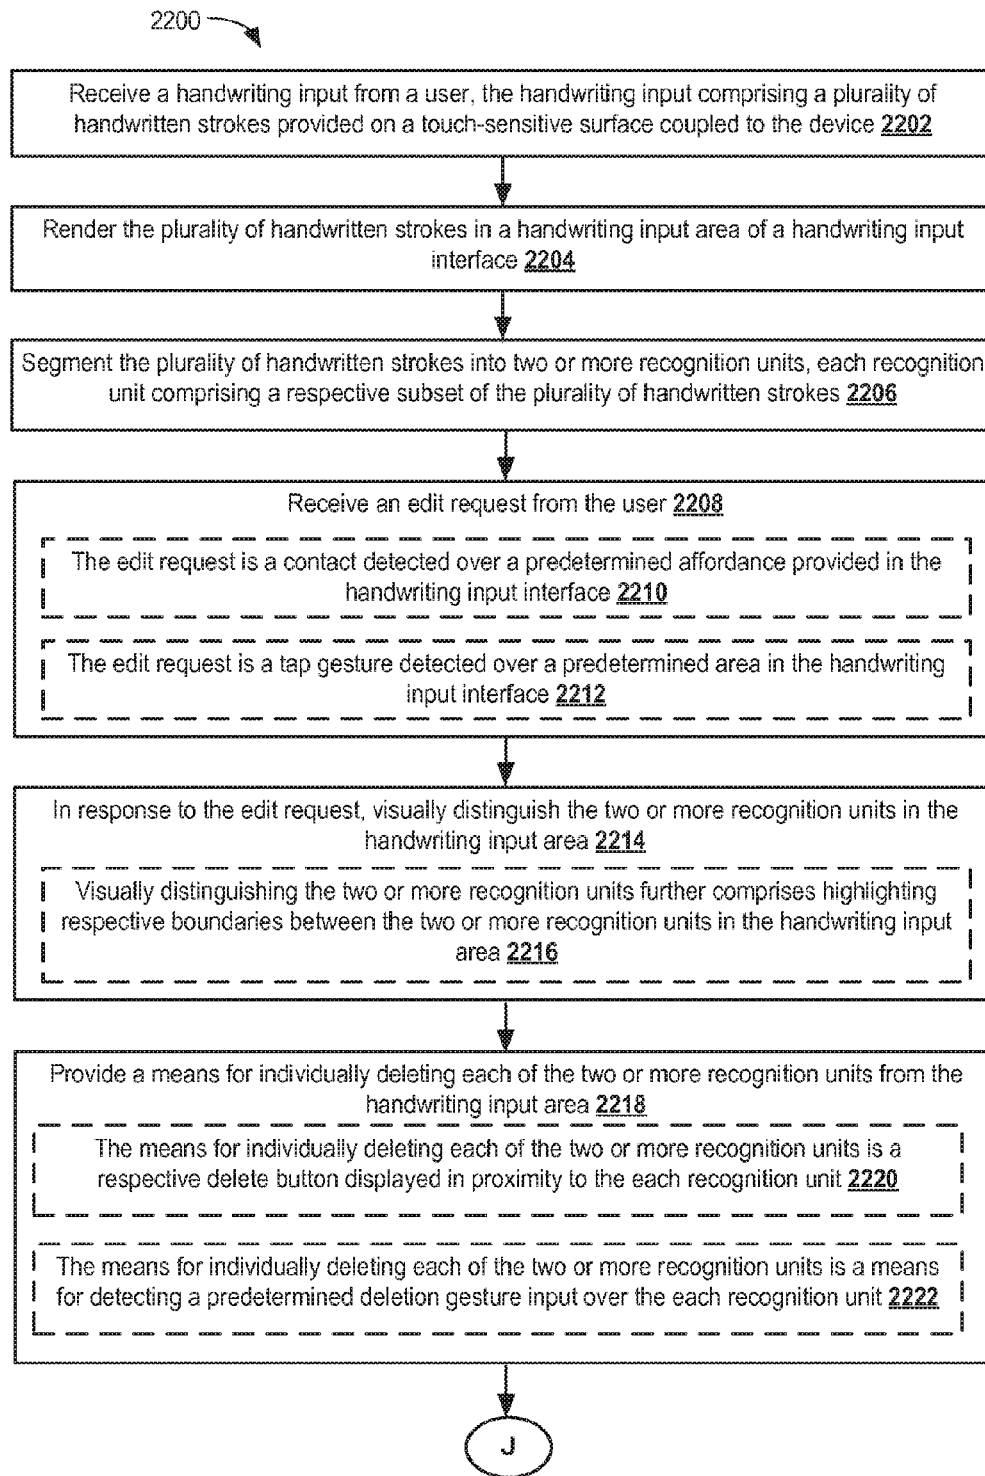 2200
Receive a handwriting input from a user, the handwriting input comprising a plurality of
handwritten strokes provided on a touch-sensitive surface coupled to the device 2202
Render the plurality of handwritten strokes in a handwriting input area of a handwriting input
interface 2204
Segment the plurality of handwritten strokes into two or more recognition units, each recognition
unit comprising a respective subset of the plurality of handwritten strokes 2206
Receive an edit request from the user 2208
The edit request is a contact detected over a predetermined affordance provided in the
handwriting input interface 2210
The edit request is a tap gesture detected over a predetermined area in the handwriting
input interface 2212
In response to the edit request, visually distinguish the two or more recognition units in the
handwriting input area 2214
Visually distinguishing the two or more recognition units further comprises highlighting
respective boundaries between the two or more recognition units in the handwriting input
area 2216
Provide a means for individually deleting each of the two or more recognition units from the
handwriting input area 2218
The means for individually deleting each of the two or more recognition units is a
respective delete button displayed in proximity to the each recognition unit 2220
The means for individually deleting each of the two or more recognition units is a means
for detecting a predetermined deletion gesture input over the each recognition unit 2222
J